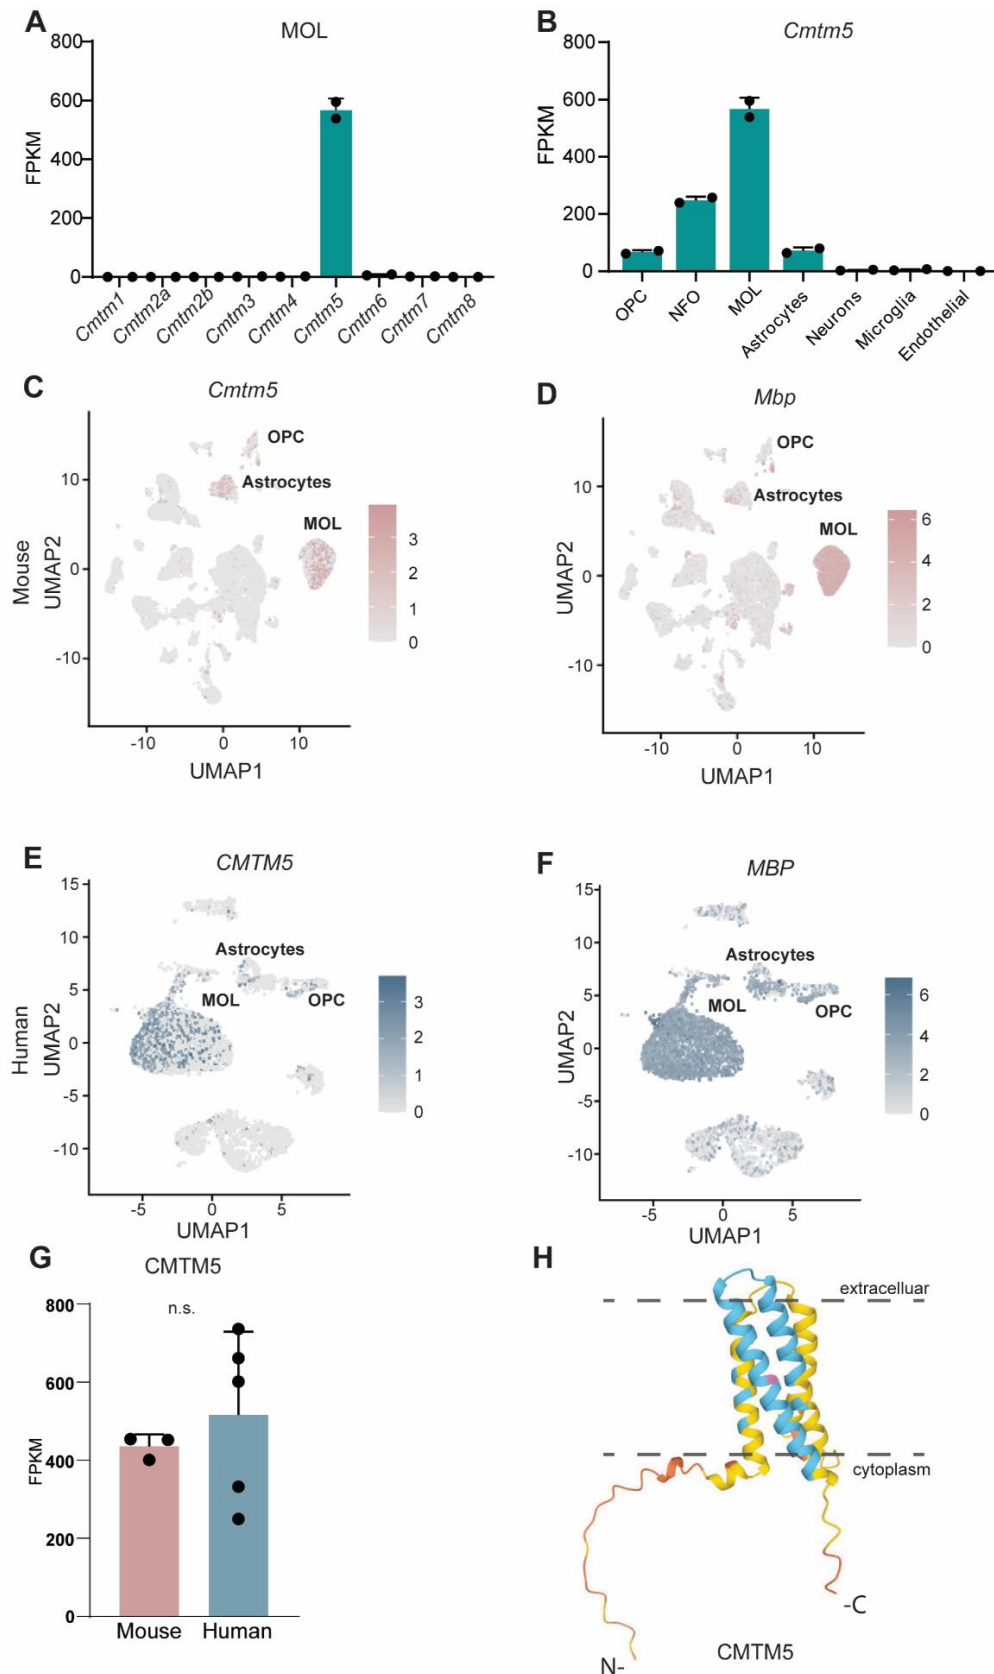 A
MOL
800
600
400
200
0
FPKM
Cmtm1
Cmtm2a
Cmtm2b
Cmtm3
Cmtm4
Cmtm5
Cmtm6
Cmtm7
Cmtm8
B
Cmtm5
800
600
400
200
0
FPKM
OPC
NFO
MOL
Astrocytes
Neurons
Microglia
Endothelial
C
Cmtm5
OPC
Astrocytes
MOL
10
0
-10
Mouse
UMAP2
-10
0
10
UMAP1
3
2
1
0
D
Mbp
OPC
Astrocytes
MOL
10
0
-10
UMAP2
-10
0
10
UMAP1
6
4
2
0
E
CMTM5
15
10
5
0
-5
-10
Astrocytes
MOL
OPC
Human
UMAP2
-5
0
5
UMAP1
3
2
1
0
F
MBP
15
10
5
0
-5
-10
Astrocytes
MOL
OPC
UMAP2
-5
0
5
UMAP1
6
4
2
0
G
CMTM5
n.s.
800
600
400
200
0
FPKM
Mouse
Human
H
extracelluar
cytoplasm
-C
N-
CMTM5